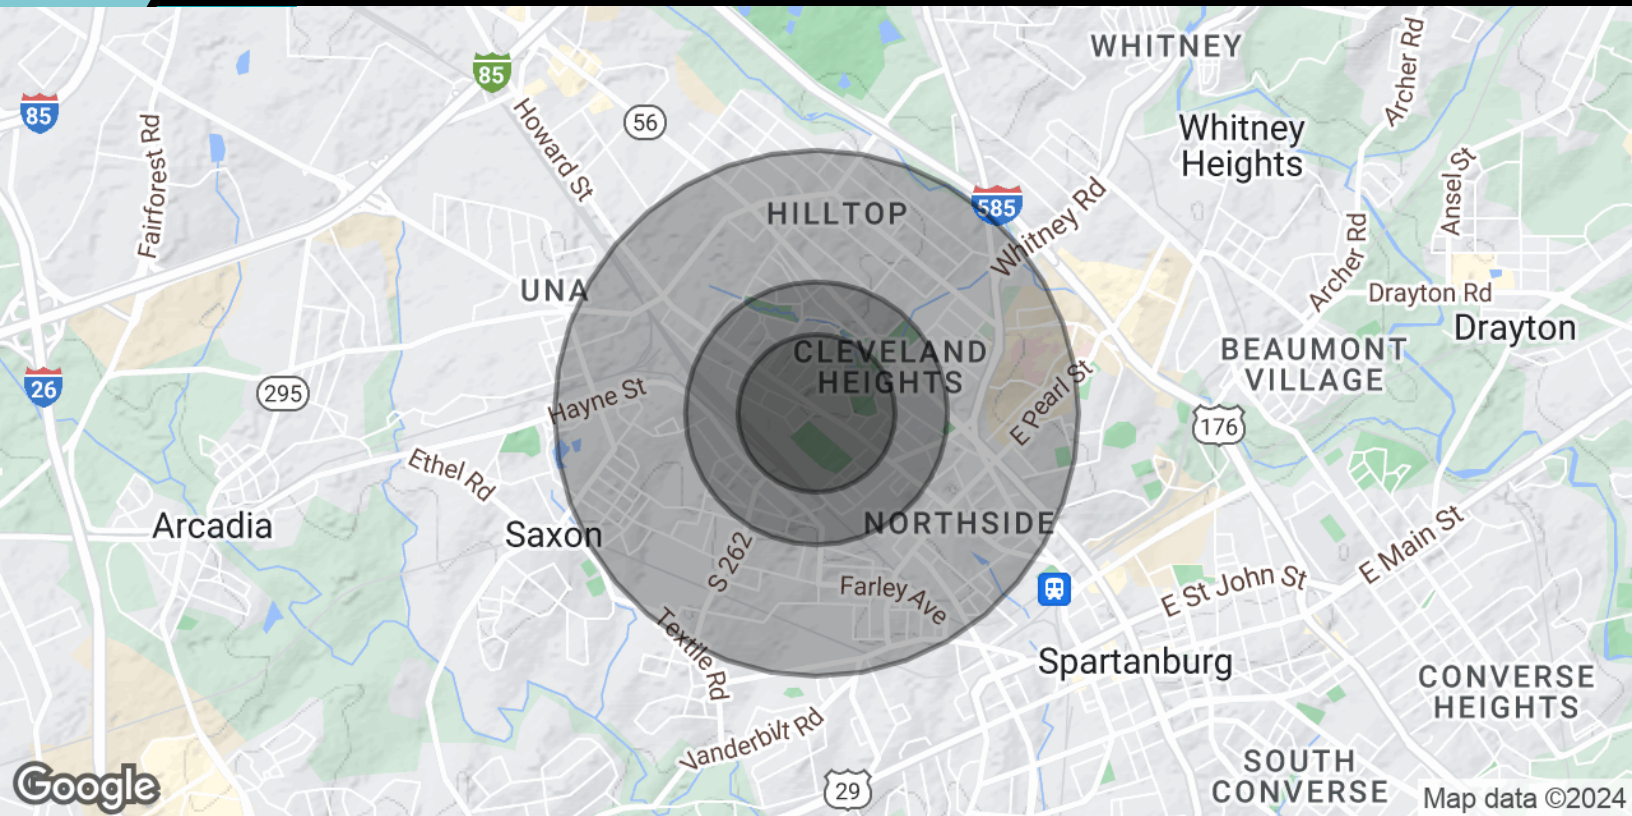 WHITNEY
Archer Rd
85
85
Howard St
56
Fairforest Rd
Whitney
Heights
Ansel St
585
Whitney Rd
HILLTOP
Archer Rd
UNA
Drayton Rd
Drayton
CLEVELAND
HEIGHTS
BEAUMONT
VILLAGE
26
295
Hayne St
E Pearl St
176
Ethel Rd
Arcadia
Saxon
NORTHSIDE
E Main St
S 262
Farley Ave
E St John St
Textile Rd
Spartanburg
CONVERSE
HEIGHTS
Vanderbilt Rd
SOUTH
CONVERSE
29
Google
Map data ©2024